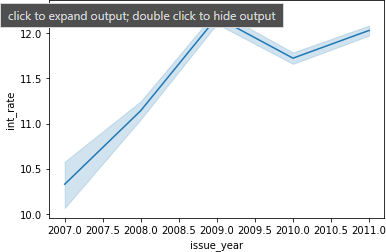 click to expand output; double click to hide output
12.0
11.5
11.0
10.5
10.0
int_rate
2007.0 2007.5 2008.0 2008.5 2009.0 2009.5 2010.0 2010.5 2011.0
issue_year